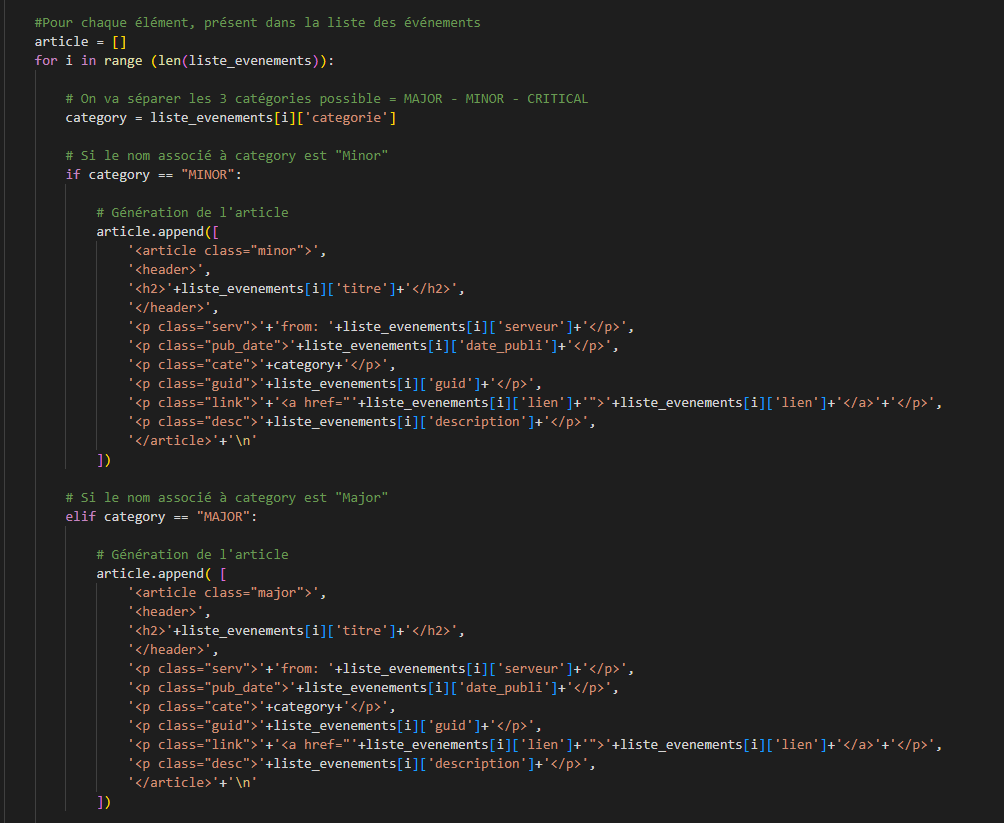 #Pour chaque élément, présent dans la liste des événements
article = []
for i in range (len(liste_evenements)):
# On va séparer les 3 catégories possible = MAJOR - MINOR - CRITICAL
category = liste_evenements[i]['categorie']
# Si le nom associé à category est "Minor"
if category == "MINOR":
# Génération de l'article
article.append([
'<article class="minor">',
'<header>',
'<h2>'+liste_evenements[i]['titre']+'</h2>',
'</header>',
'<p class="serv">'+'from: '+liste_evenements[i]['serveur']+'</p>',
'<p class="pub_date">'+liste_evenements[i]['date_publi']+'</p>',
'<p class="cate">'+category+'</p>',
'<p class="guid">'+liste_evenements[i]['guid']+'</p>',
'<p class="link">'+'<a href="'+liste_evenements[i]['lien']+'">'+liste_evenements[i]['lien']+'</a>'+'</p>',
'<p class="desc">'+liste_evenements[i]['description']+'</p>',
'</article>'+'\n'
])
# Si le nom associé à category est "Major"
elif category == "MAJOR":
# Génération de l'article
article.append( [
'<article class="major">',
'<header>',
'<h2>'+liste_evenements[i]['titre']+'</h2>',
'</header>',
'<p class="serv">'+'from: '+liste_evenements[i]['serveur']+'</p>',
'<p class="pub_date">'+liste_evenements[i]['date_publi']+'</p>',
'<p class="cate">'+category+'</p>',
'<p class="guid">'+liste_evenements[i]['guid']+'</p>',
'<p class="link">'+'<a href="'+liste_evenements[i]['lien']+'">'+liste_evenements[i]['lien']+'</a>'+'</p>',
'<p class="desc">'+liste_evenements[i]['description']+'</p>',
'</article>'+'\n'
])